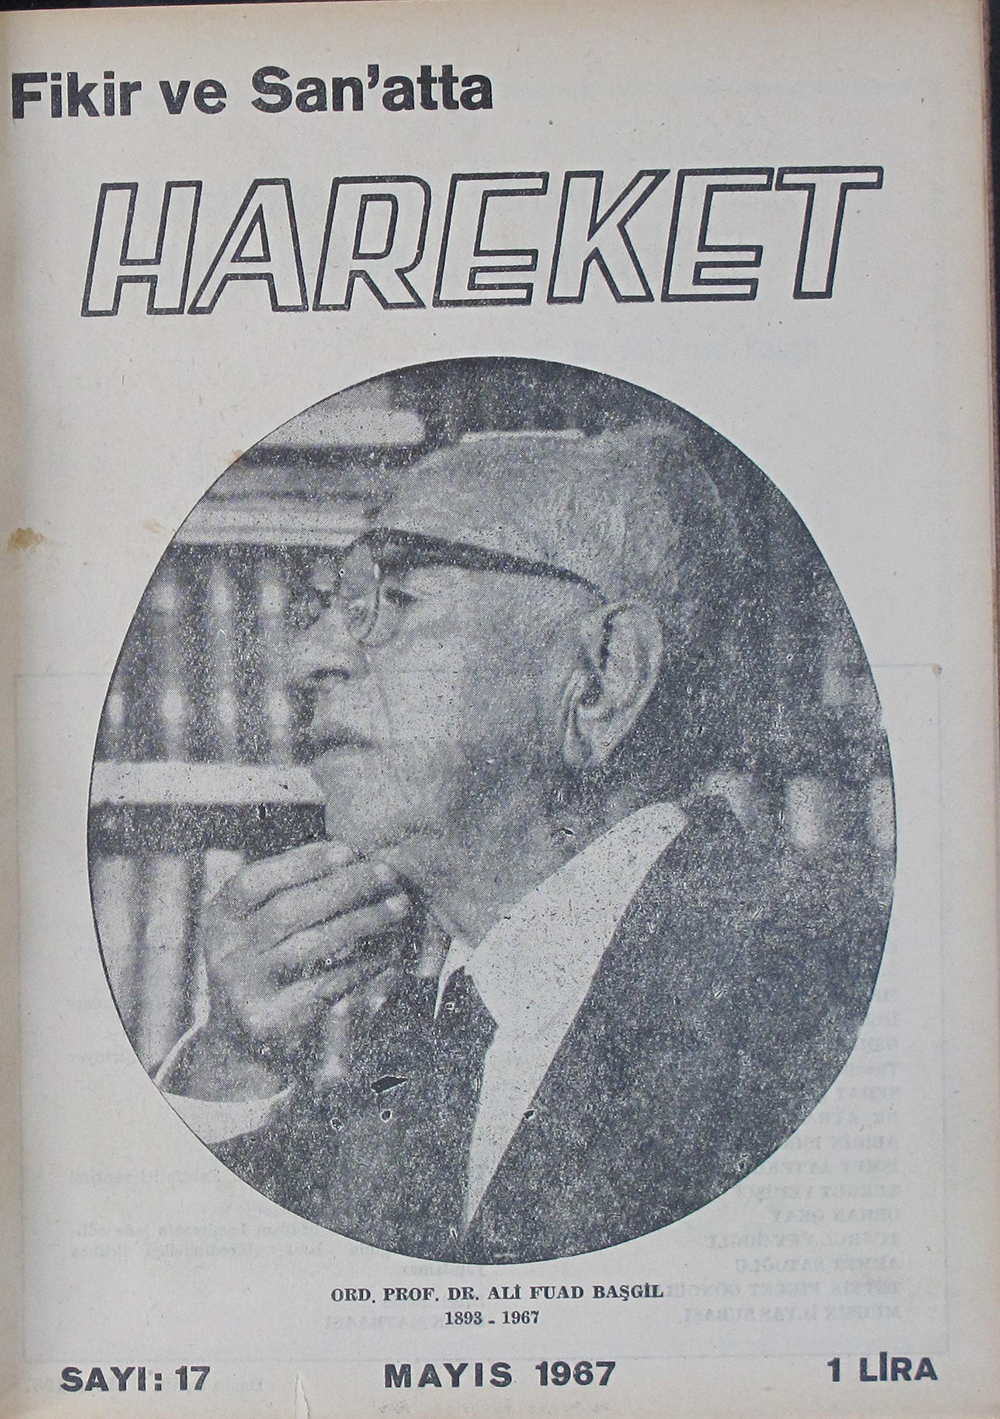 Fikir ve San'atta
HAREKET
ORD. PROF. DR. ALİ FUAD BAŞGİL
1893 - 1967
SAYI: 17 MAYIS 1967 1 LİRA